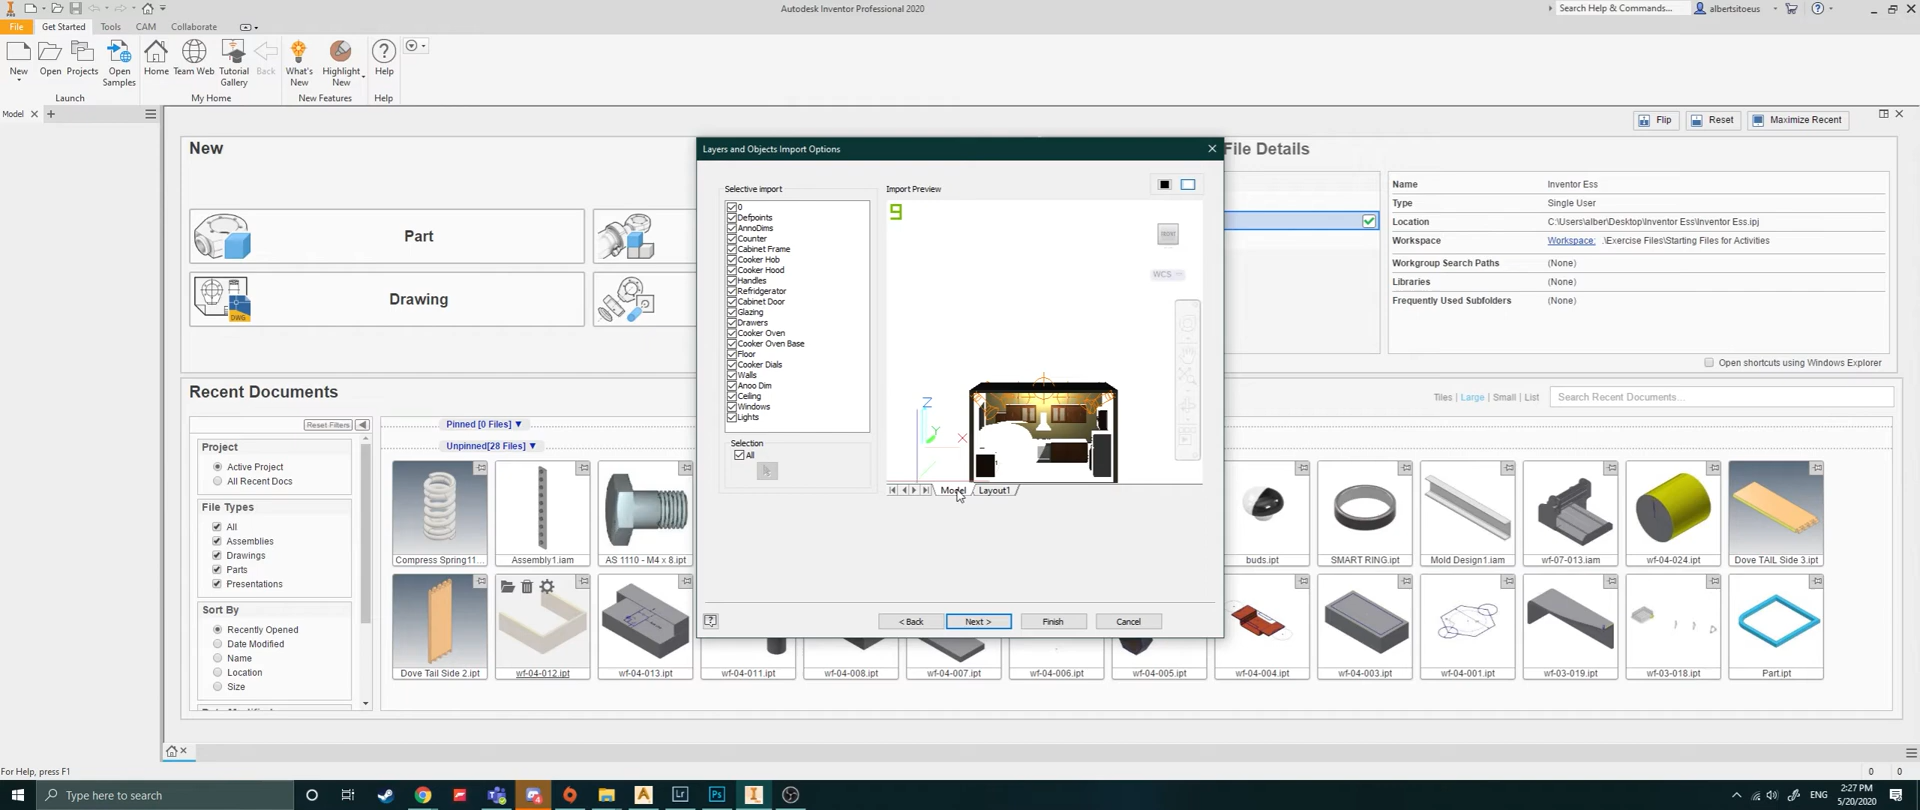 Autodesk Inventor Professional 2020
Search Help & Commands...
albertsitoeus
File
Get Started
Tools
CAM
Collaborate
New
Open
Projects
Open Samples
Home
Team Web
Tutorial Gallery
Back
What's New
Highlight New
Help
Launch
My Home
New Features
Help
Model
Flip
Reset
Maximize Recent
New
Part
Drawing
DWG
Layers and Objects Import Options
Selective import
0
Defpoints
AnnoDims
Counter
Cabinet Frame
Cooker Hob
Cooker Hood
Handles
Refridgerator
Cabinet Door
Glazing
Drawers
Cooker Oven
Cooker Oven Base
Floor
Cooker Dials
Walls
Anoo Dim
Ceiling
Windows
Lights
Selection
All
Import Preview
9
FRONT
WCS
Z
Y
X
Model
Layout1
< Back
Next >
Finish
Cancel
File Details
Name Inventor Ess
Type Single User
Location C:\Users\alber\Desktop\Inventor Ess\Inventor Ess.ipj
Workspace Workspace: .\Exercise Files\Starting Files for Activities
Workgroup Search Paths (None)
Libraries (None)
Frequently Used Subfolders (None)
Open shortcuts using Windows Explorer
Recent Documents
Tiles | Large | Small | List
Search Recent Documents...
Reset Filters
Project
Active Project
All Recent Docs
File Types
All
Assemblies
Drawings
Parts
Presentations
Sort By
Recently Opened
Date Modified
Name
Location
Size
Pinned [0 Files]
Unpinned[28 Files]
Compress Spring11...
Assembly1.iam
AS 1110 - M4 x 8.ipt
buds.ipt
SMART RING.ipt
Mold Design1.iam
wf-07-013.iam
wf-04-024.ipt
Dove TAIL Side 3.ipt
Dove Tail Side 2.ipt
wf-04-012.ipt
wf-04-013.ipt
wf-04-011.ipt
wf-04-008.ipt
wf-04-007.ipt
wf-04-006.ipt
wf-04-005.ipt
wf-04-004.ipt
wf-04-003.ipt
wf-04-001.ipt
wf-03-019.ipt
wf-03-018.ipt
Part.ipt
For Help, press F1
0 0
Type here to search
ENG
2:27 PM
5/20/2020